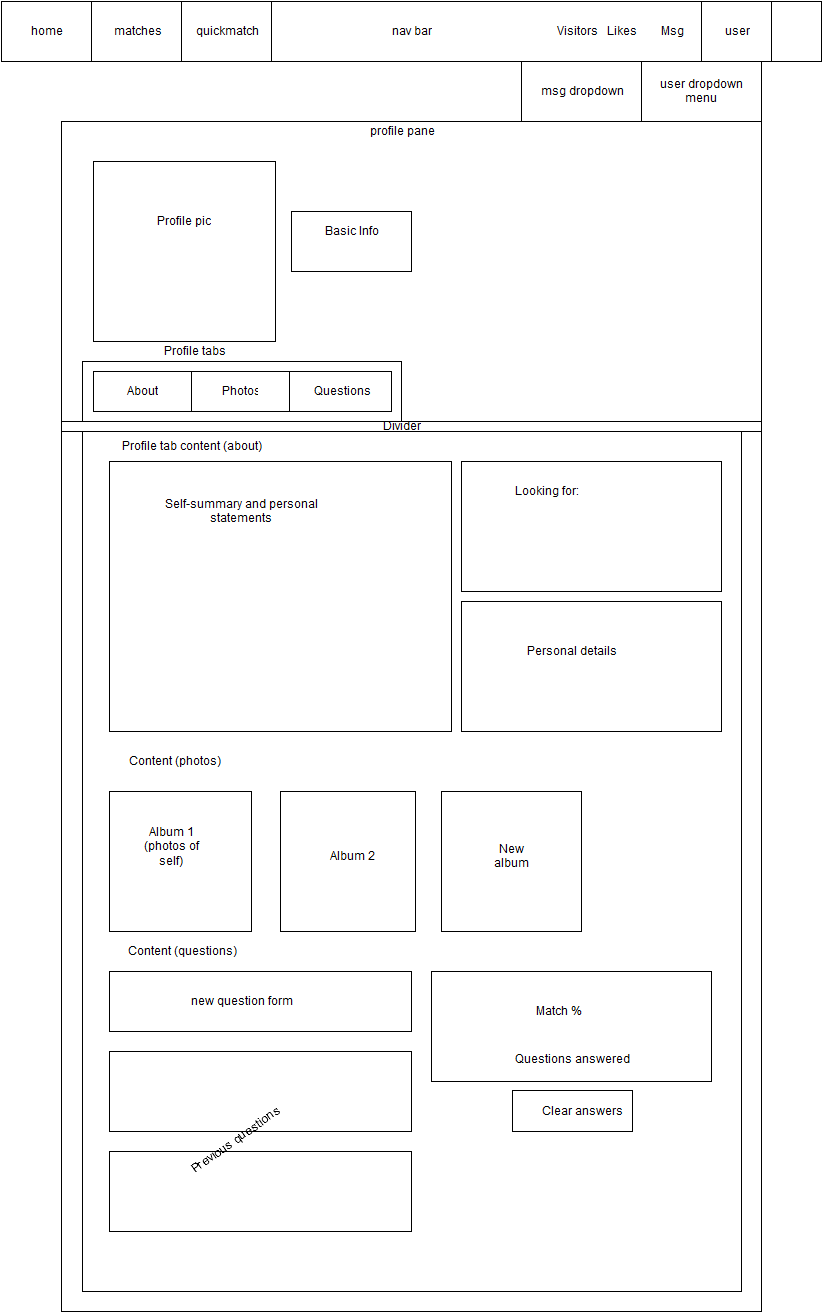 home
matches
quickmatch
nav bar
Visitors
Likes
Msg
user
msg dropdown
user dropdown
menu
profile pane
Profile pic
Basic Info
Profile tabs
About
Photos
Questions
Divider
Profile tab content (about)
Self-summary and personal
statements
Looking for:
Personal details
Content (photos)
Album 1
(photos of
self)
Album 2
New
album
Content (questions)
new question form
Match %
Questions answered
Clear answers
Previous questions